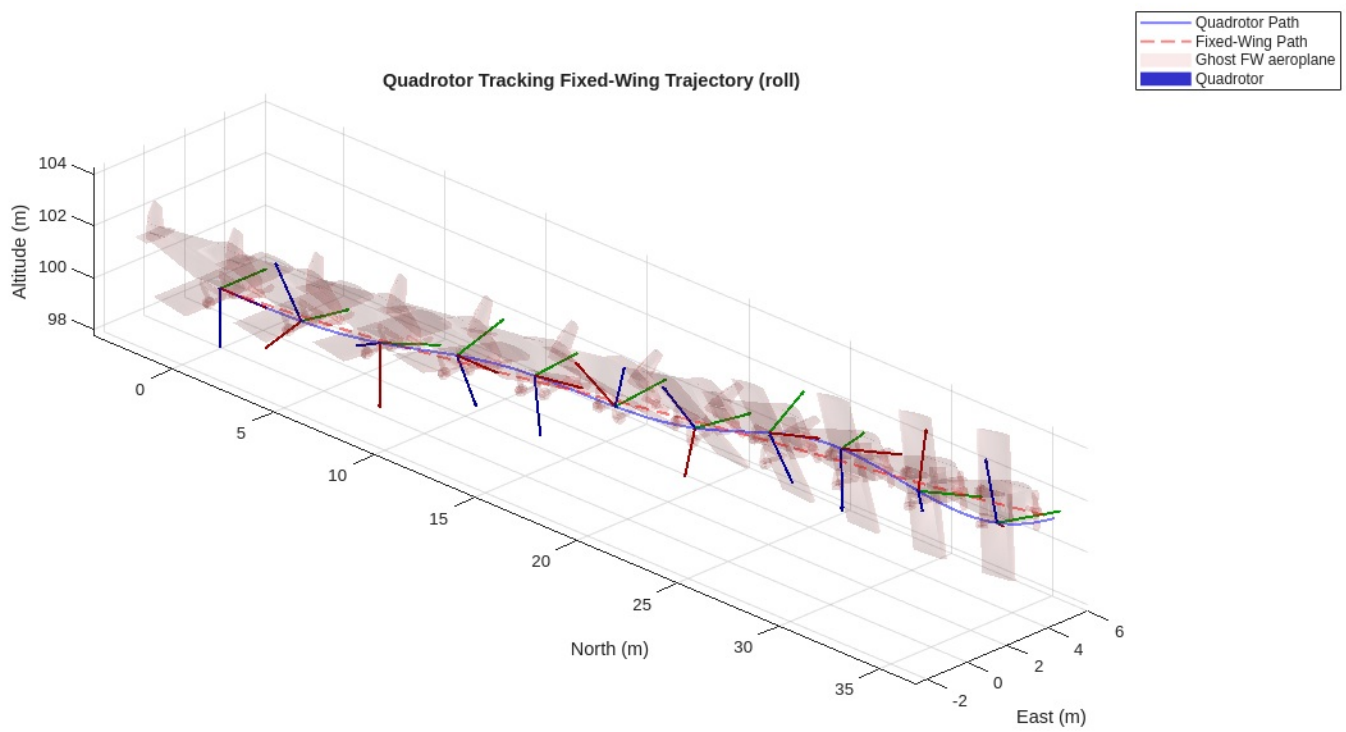 Quadrotor Path
Fixed-Wing Path
Ghost FW aeroplane
Quadrotor
Quadrotor Tracking Fixed-Wing Trajectory (roll)
104
102
100
98
Altitude (m)
0
5
10
15
20
25
30
35
North (m)
-2
0
2
4
6
East (m)